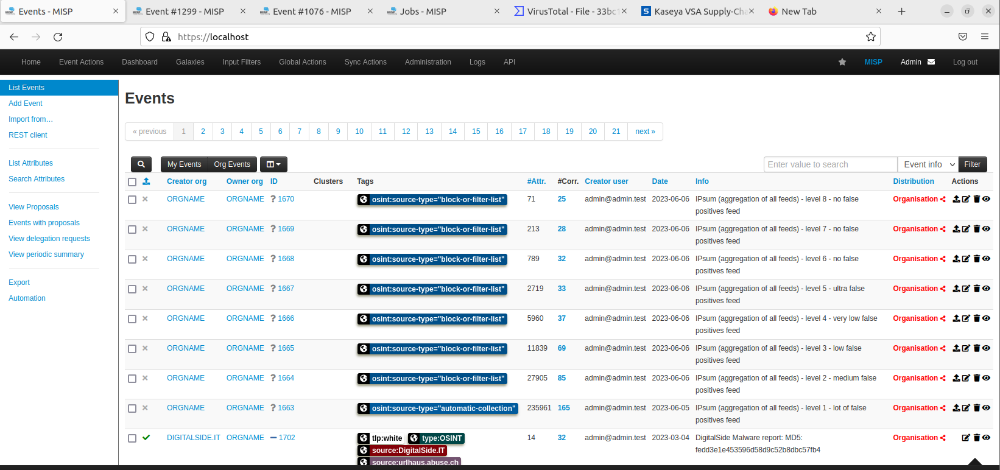 Events - MISP
Event #1299 - MISP
Event #1076 - MISP
Jobs - MISP
VirusTotal - File - 33bc1
Kaseya VSA Supply-Cha
New Tab
https://localhost
Home Event Actions Dashboard Galaxies Input Filters Global Actions Sync Actions Administration Logs API MISP Admin Log out
List Events
Add Event
Import from…
REST client
List Attributes
Search Attributes
View Proposals
Events with proposals
View delegation requests
View periodic summary
Export
Automation
Events
« previous 1 2 3 4 5 6 7 8 9 10 11 12 13 14 15 16 17 18 19 20 21 next »
My Events Org Events Enter value to search Event info Filter
Creator org Owner org ID Clusters Tags #Attr. #Corr. Creator user Date Info Distribution Actions
ORGNAME ORGNAME ? 1670 osint:source-type="block-or-filter-list" 71 25 admin@admin.test 2023-06-06 IPsum (aggregation of all feeds) - level 8 - no false Organisation
positives feed
ORGNAME ORGNAME ? 1669 osint:source-type="block-or-filter-list" 213 28 admin@admin.test 2023-06-06 IPsum (aggregation of all feeds) - level 7 - no false Organisation
positives feed
ORGNAME ORGNAME ? 1668 osint:source-type="block-or-filter-list" 789 32 admin@admin.test 2023-06-06 IPsum (aggregation of all feeds) - level 6 - no false Organisation
positives feed
ORGNAME ORGNAME ? 1667 osint:source-type="block-or-filter-list" 2719 33 admin@admin.test 2023-06-06 IPsum (aggregation of all feeds) - level 5 - ultra false Organisation
positives feed
ORGNAME ORGNAME ? 1666 osint:source-type="block-or-filter-list" 5960 37 admin@admin.test 2023-06-06 IPsum (aggregation of all feeds) - level 4 - very low false Organisation
positives feed
ORGNAME ORGNAME ? 1665 osint:source-type="block-or-filter-list" 11839 69 admin@admin.test 2023-06-06 IPsum (aggregation of all feeds) - level 3 - low false Organisation
positives feed
ORGNAME ORGNAME ? 1664 osint:source-type="block-or-filter-list" 27905 85 admin@admin.test 2023-06-06 IPsum (aggregation of all feeds) - level 2 - medium false Organisation
positives feed
ORGNAME ORGNAME ? 1663 osint:source-type="automatic-collection" 235961 165 admin@admin.test 2023-06-05 IPsum (aggregation of all feeds) - level 1 - lot of false Organisation
positives feed
DIGITALSIDE.IT ORGNAME 1702 tlp:white type:OSINT 14 32 admin@admin.test 2023-03-04 DigitalSide Malware report: MD5: Organisation
source:DigitalSide.IT fedd3e1e453596d58d9c52b8dbc57fb4
source:urlhaus.abuse.ch